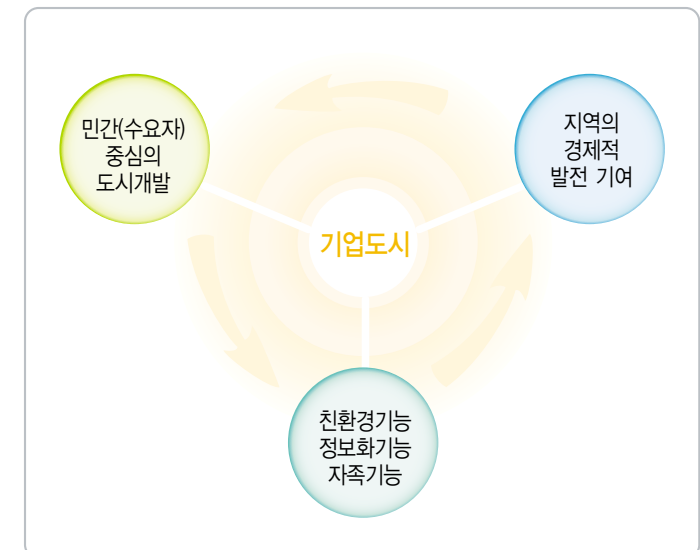 민간(수요자)
중심의
도시개발
지역의
경제적
발전 기여
기업도시
친환경기능
정보화기능
자족기능